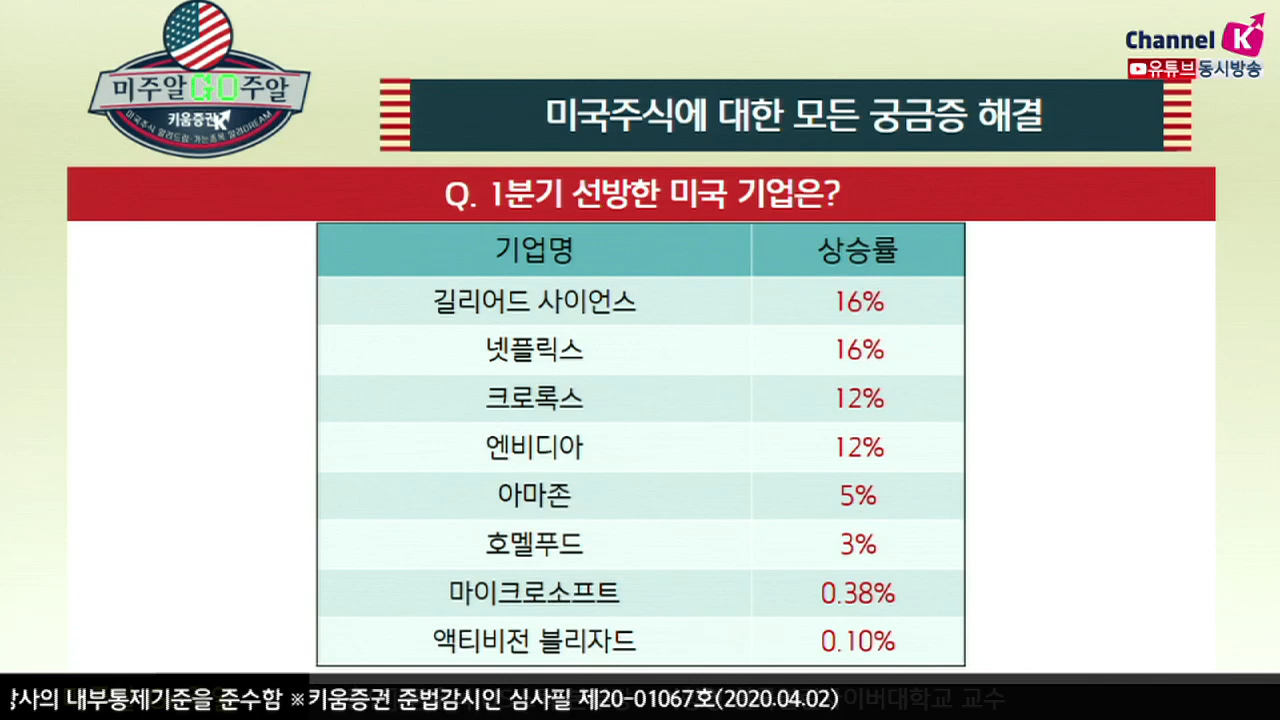 미주알GO주알
키움증권
Channel K
유튜브동시방송
미국주식에 대한 모든 궁금증 해결
Q. 1분기 선방한 미국 기업은?
기업명 상승률
길리어드 사이언스 16%
넷플릭스 16%
크로록스 12%
엔비디아 12%
아마존 5%
호멜푸드 3%
마이크로소프트 0.38%
액티비전 블리자드 0.10%
사의 내부통제기준을 준수함 ※키움증권 준법감시인 심사필 제20-01067호(2020.04.02)
이버대학교 교수